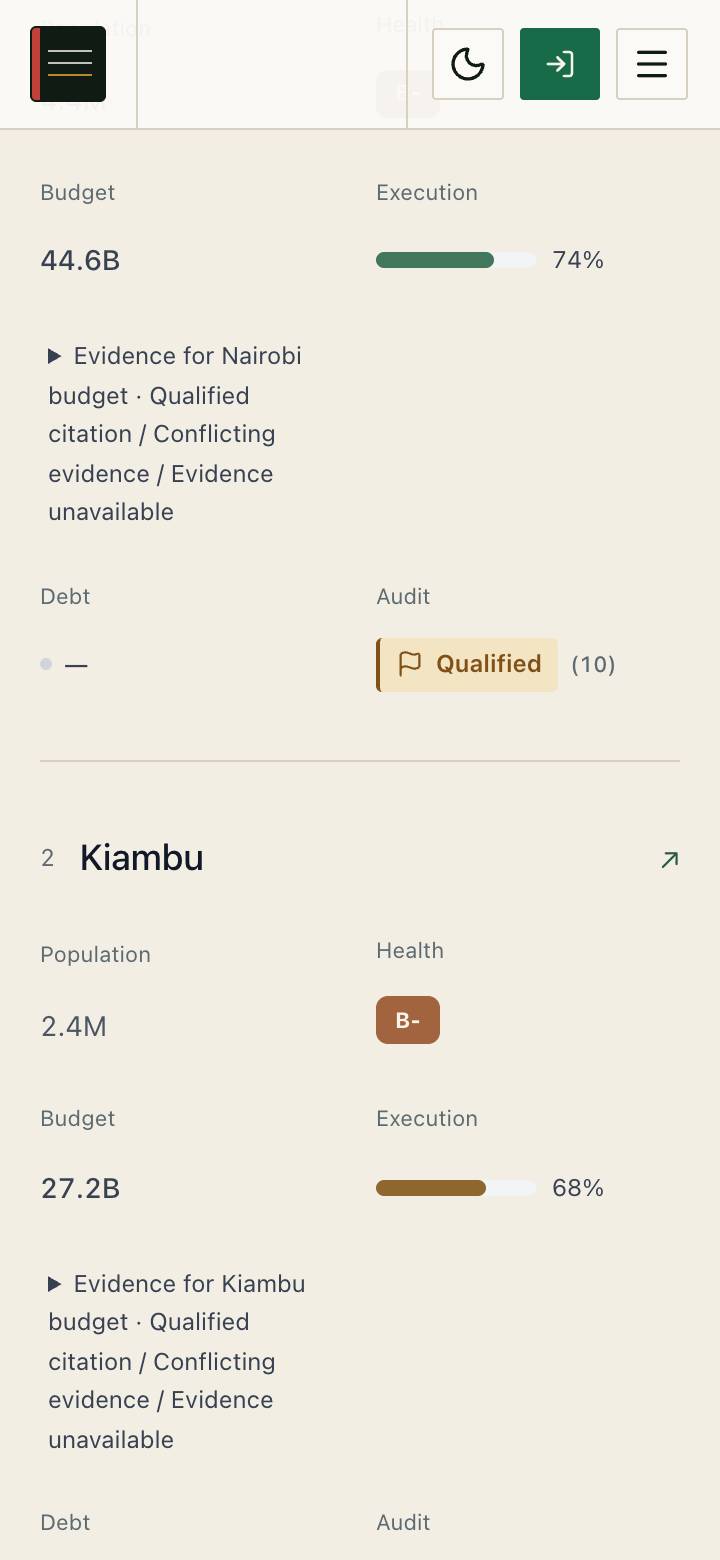 Population Health
B-
Budget Execution
44.6B 74%
▶ Evidence for Nairobi
budget · Qualified
citation / Conflicting
evidence / Evidence
unavailable
Debt Audit
— Qualified (10)
2 Kiambu
Population Health
2.4M B-
Budget Execution
27.2B 68%
▶ Evidence for Kiambu
budget · Qualified
citation / Conflicting
evidence / Evidence
unavailable
Debt Audit